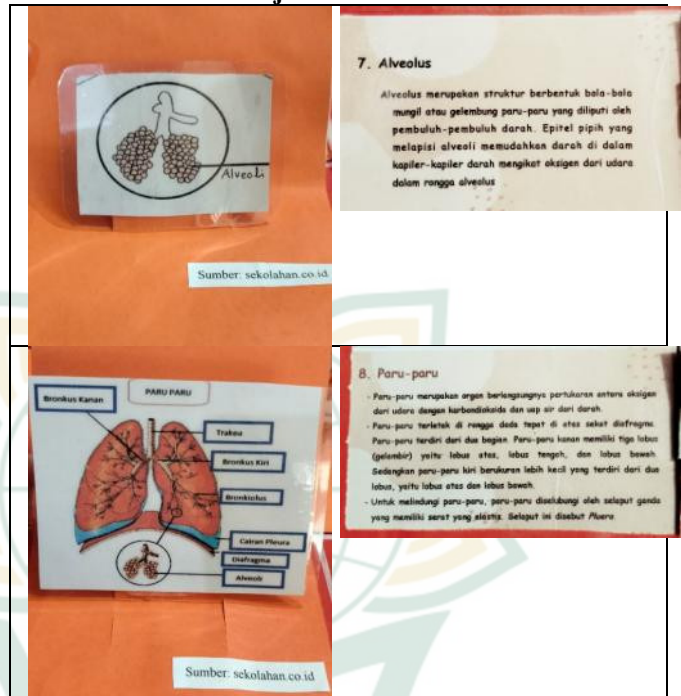 Alveoli
Sumber: sekolahan.co.id
7. Alveolus
Alveolus merupakan struktur berbentuk bola-bola
mungil atau gelembung paru-paru yang diliputi oleh
pembuluh-pembuluh darah. Epitel pipih yang
melapisi alveoli memudahkan darah di dalam
kapiler-kapiler darah mengikat oksigen dari udara
dalam rongga alveolus
PARU PARU
Bronkus Kanan
Trakea
Bronkus Kiri
Bronkiolus
Cairan Pleura
Diafragma
Alveoli
Sumber: sekolahan.co.id
8. Paru-paru
- Paru-paru merupakan organ berlangsungnya pertukaran antara oksigen
dari udara dengan karbondioksida dan uap air dari darah.
- Paru-paru terletak di rongga dada tepat di atas sekat diafragma.
Paru-paru terdiri dari dua bagian. Paru-paru kanan memiliki tiga lobus
(gelambir) yaitu lobus atas, lobus tengah, dan lobus bawah.
Sedangkan paru-paru kiri berukuran lebih kecil yang terdiri dari dua
lobus, yaitu lobus atas dan lobus bawah.
- Untuk melindungi paru-paru, paru-paru diselubungi oleh selaput ganda
yang memiliki serat yang elastis. Selaput ini disebut Pluera